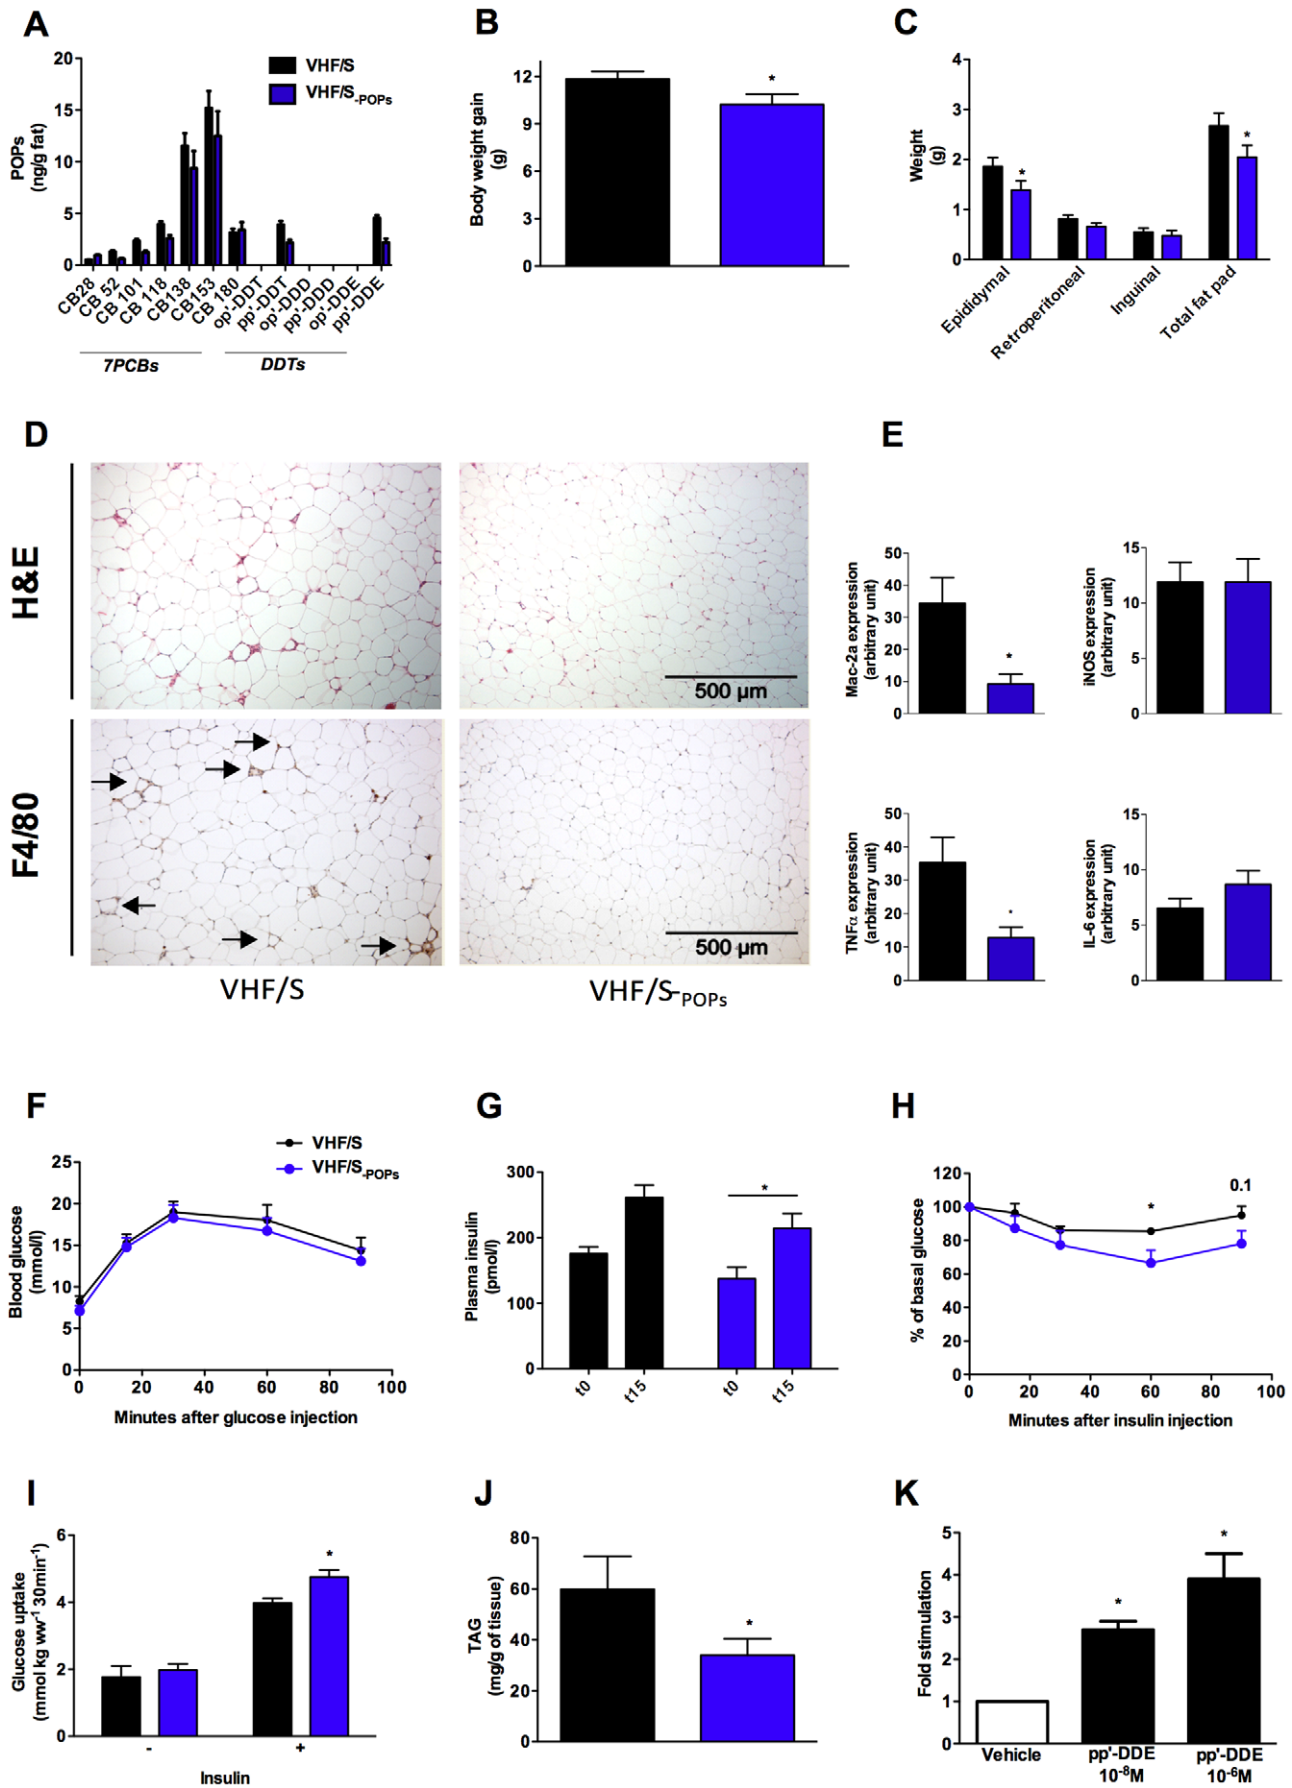 A
20
15
10
5
0
POPs
(ng/g fat)
VHF/S
VHF/S-POPs
CB28
CB 52
CB 101
CB 118
CB138
CB153
CB 180
op'-DDT
pp'-DDT
op'-DDD
pp'-DDD
op'-DDE
pp'-DDE
7PCBs
DDTs
B
12
9
6
3
0
Body weight gain
(g)
*
C
4
3
2
1
0
Weight
(g)
*
*
Epididymal
Retroperitoneal
Inguinal
Total fat pad
D
H&E
500 µm
F4/80
500 µm
VHF/S
VHF/S-POPs
E
50
40
30
20
10
0
Mac-2a expression
(arbitrary unit)
*
15
10
5
0
iNOS expression
(arbitrary unit)
50
40
30
20
10
0
TNFα expression
(arbitrary unit)
*
15
10
5
0
IL-6 expression
(arbitrary unit)
F
VHF/S
VHF/S-POPs
25
20
15
10
5
0
Blood glucose
(mmol/l)
0 20 40 60 80 100
Minutes after glucose injection
G
300
200
100
0
Plasma insulin
(pmol/l)
*
t0 t15 t0 t15
H
120
100
80
60
40
20
0
% of basal glucose
*
0.1
0 20 40 60 80 100
Minutes after insulin injection
I
6
4
2
0
Glucose uptake
(mmol kg ww-1 30min-1)
*
- +
Insulin
J
80
60
40
20
0
TAG
(mg/g of tissue)
*
K
5
4
3
2
1
0
Fold stimulation
*
*
Vehicle pp'-DDE pp'-DDE
10-8M 10-6M